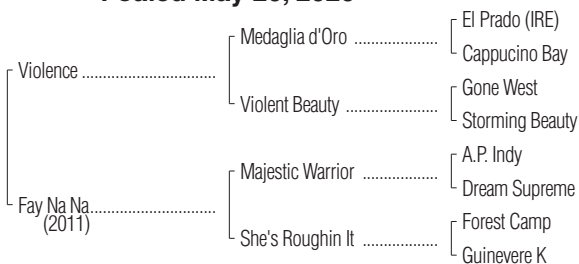 El Prado (IRE)
Medaglia d'Oro ....................
Cappucino Bay
Violence ................................
Gone West
Violent Beauty ......................
Storming Beauty
A.P. Indy
Majestic Warrior ..................
Dream Supreme
Fay Na Na..............................
(2011)
Forest Camp
She's Roughin It ..................
Guinevere K